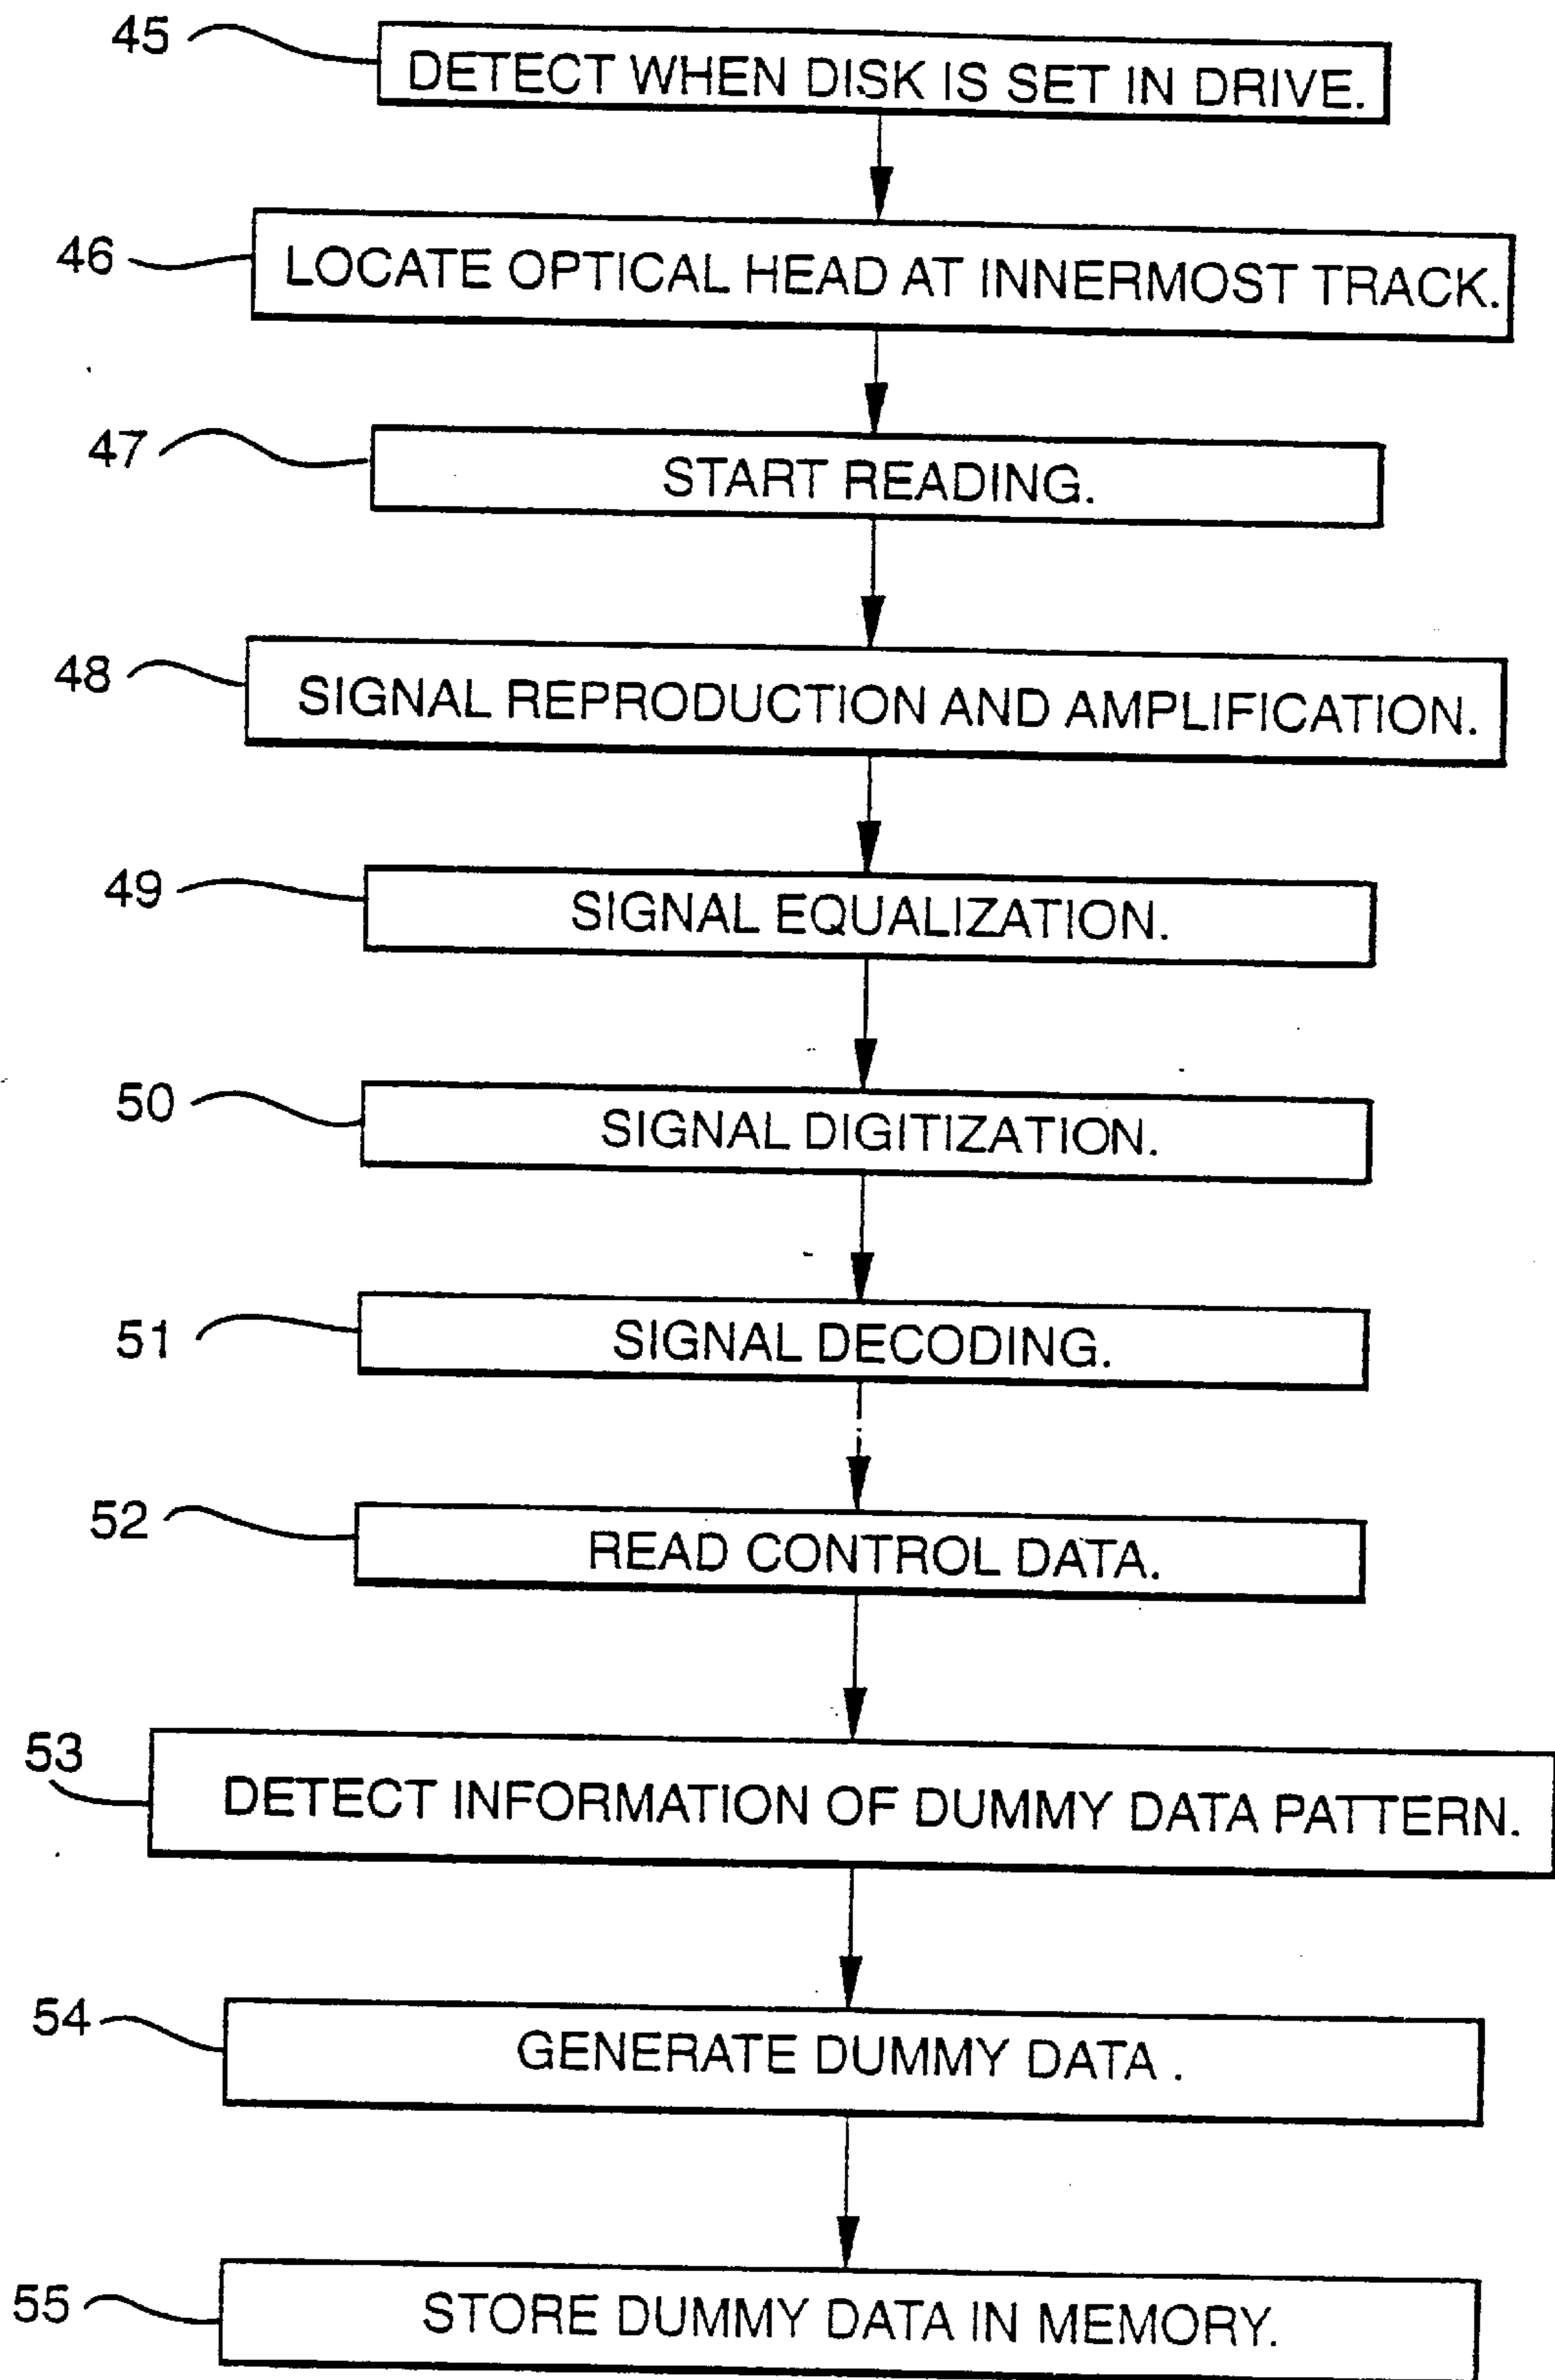 45 DETECT WHEN DISK IS SET IN DRIVE.
46 LOCATE OPTICAL HEAD AT INNERMOST TRACK.
47 START READING.
48 SIGNAL REPRODUCTION AND AMPLIFICATION.
49 SIGNAL EQUALIZATION.
50 SIGNAL DIGITIZATION.
51 SIGNAL DECODING.
52 READ CONTROL DATA.
53 DETECT INFORMATION OF DUMMY DATA PATTERN.
54 GENERATE DUMMY DATA .
55 STORE DUMMY DATA IN MEMORY.